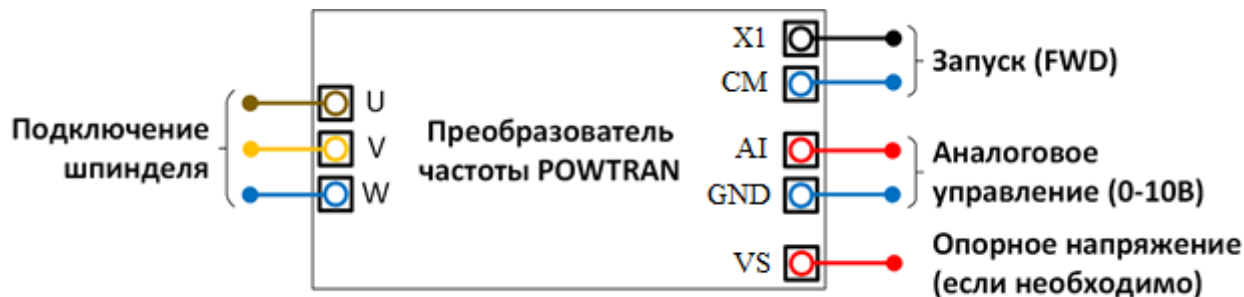 Подключение
шпинделя
U
V
W
Преобразователь
частоты POWTRAN
X1
CM
AI
GND
VS
Запуск (FWD)
Аналоговое
управление (0-10В)
Опорное напряжение
(если необходимо)